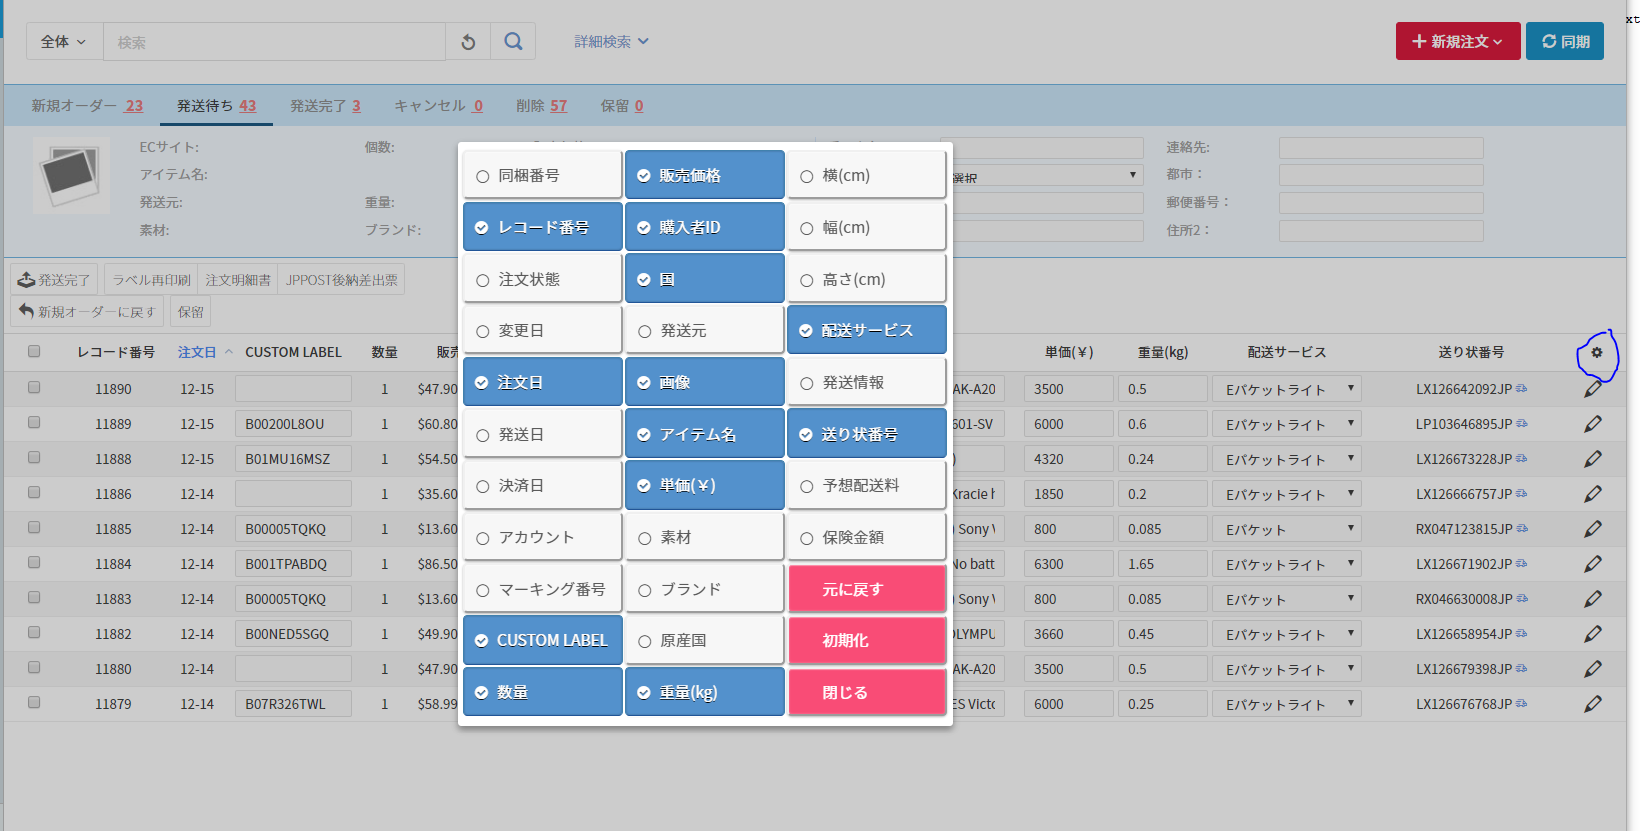 xt
全体 検索 詳細検索 新規注文 同期
新規オーダー 23 発送待ち 43 発送完了 3 キャンセル 0 削除 57 保留 0
ECサイト: 個数: 連絡先:
アイテム名: 選択 都市：
発送元: 重量: 郵便番号：
素材: ブランド: 住所2：
発送完了 ラベル再印刷 注文明細書 JPPOST後納差出票
新規オーダーに戻す 保留
レコード番号 注文日 CUSTOM LABEL 数量 販売 単価(￥) 重量(kg) 配送サービス 送り状番号
11890 12-15 1 $47.90 AK-A20 3500 0.5 Eパケットライト LX126642092JP
11889 12-15 B00200L8OU 1 $60.80 601-SV 6000 0.6 Eパケットライト LP103646895JP
11888 12-15 B01MU16MSZ 1 $54.50 ) 4320 0.24 Eパケットライト LX126673228JP
11886 12-14 1 $35.60 Kracie h 1850 0.2 Eパケットライト LX126666757JP
11885 12-14 B00005TQKQ 1 $13.60 ) Sony W 800 0.085 Eパケット RX047123815JP
11884 12-14 B001TPABDQ 1 $86.50 No batt 6300 1.65 Eパケットライト LX126671902JP
11883 12-14 B00005TQKQ 1 $13.60 ) Sony W 800 0.085 Eパケット RX046630008JP
11882 12-14 B00NED5SGQ 1 $49.90 OLYMPU 3660 0.45 Eパケットライト LX126658954JP
11880 12-14 1 $47.90 AK-A20 3500 0.5 Eパケットライト LX126679398JP
11879 12-14 B07R326TWL 1 $58.99 ES Victo 6000 0.25 Eパケットライト LX126676768JP
同梱番号 販売価格 横(cm)
レコード番号 購入者ID 幅(cm)
注文状態 国 高さ(cm)
変更日 発送元 配送サービス
注文日 画像 発送情報
発送日 アイテム名 送り状番号
決済日 単価(￥) 予想配送料
アカウント 素材 保険金額
マーキング番号 ブランド 元に戻す
CUSTOM LABEL 原産国 初期化
数量 重量(kg) 閉じる